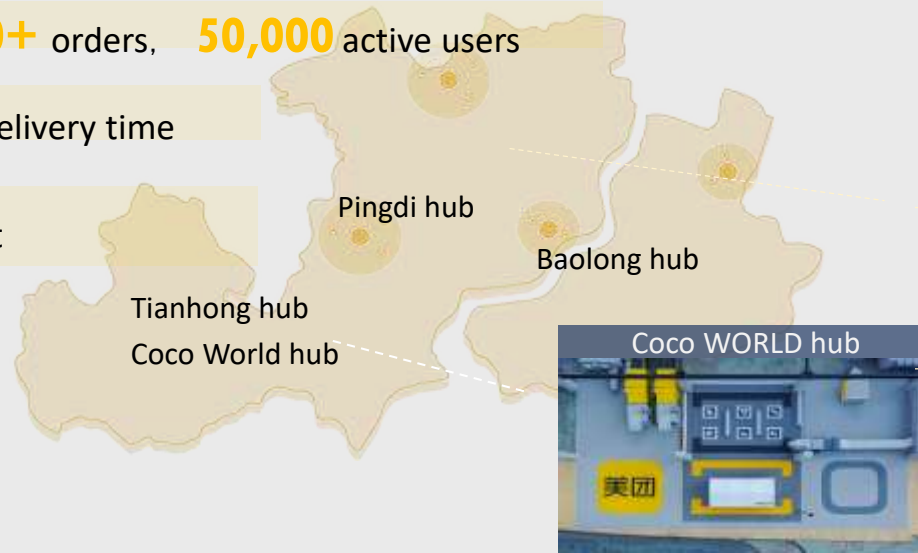 0+ orders, 50,000 active users
elivery time
Pingdi hub
Baolong hub
Tianhong hub
Coco World hub
Coco WORLD hub
美团